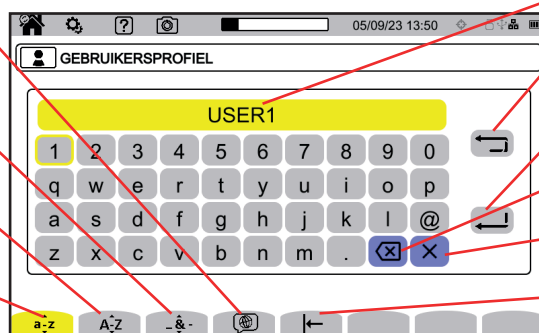 05/09/23 13:50
GEBRUIKERSPROFIEL
USER1
1 2 3 4 5 6 7 8 9 0
q w e r t y u i o p
a s d f g h j k l @
z x c v b n m .
a-z A-Z _&-